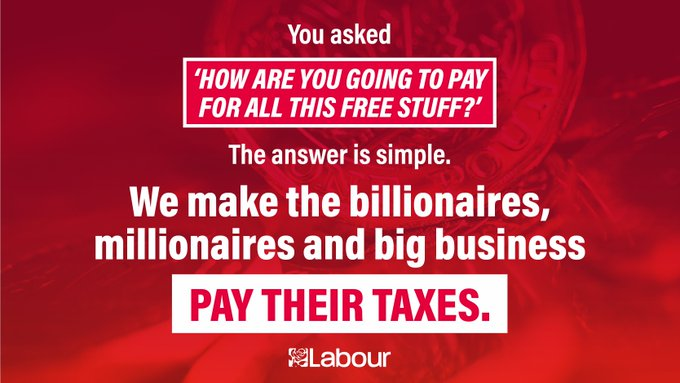 You asked
‘HOW ARE YOU GOING TO PAY
FOR ALL THIS FREE STUFF?’
The answer is simple.
We make the billionaires,
millionaires and big business
PAY THEIR TAXES.
Labour